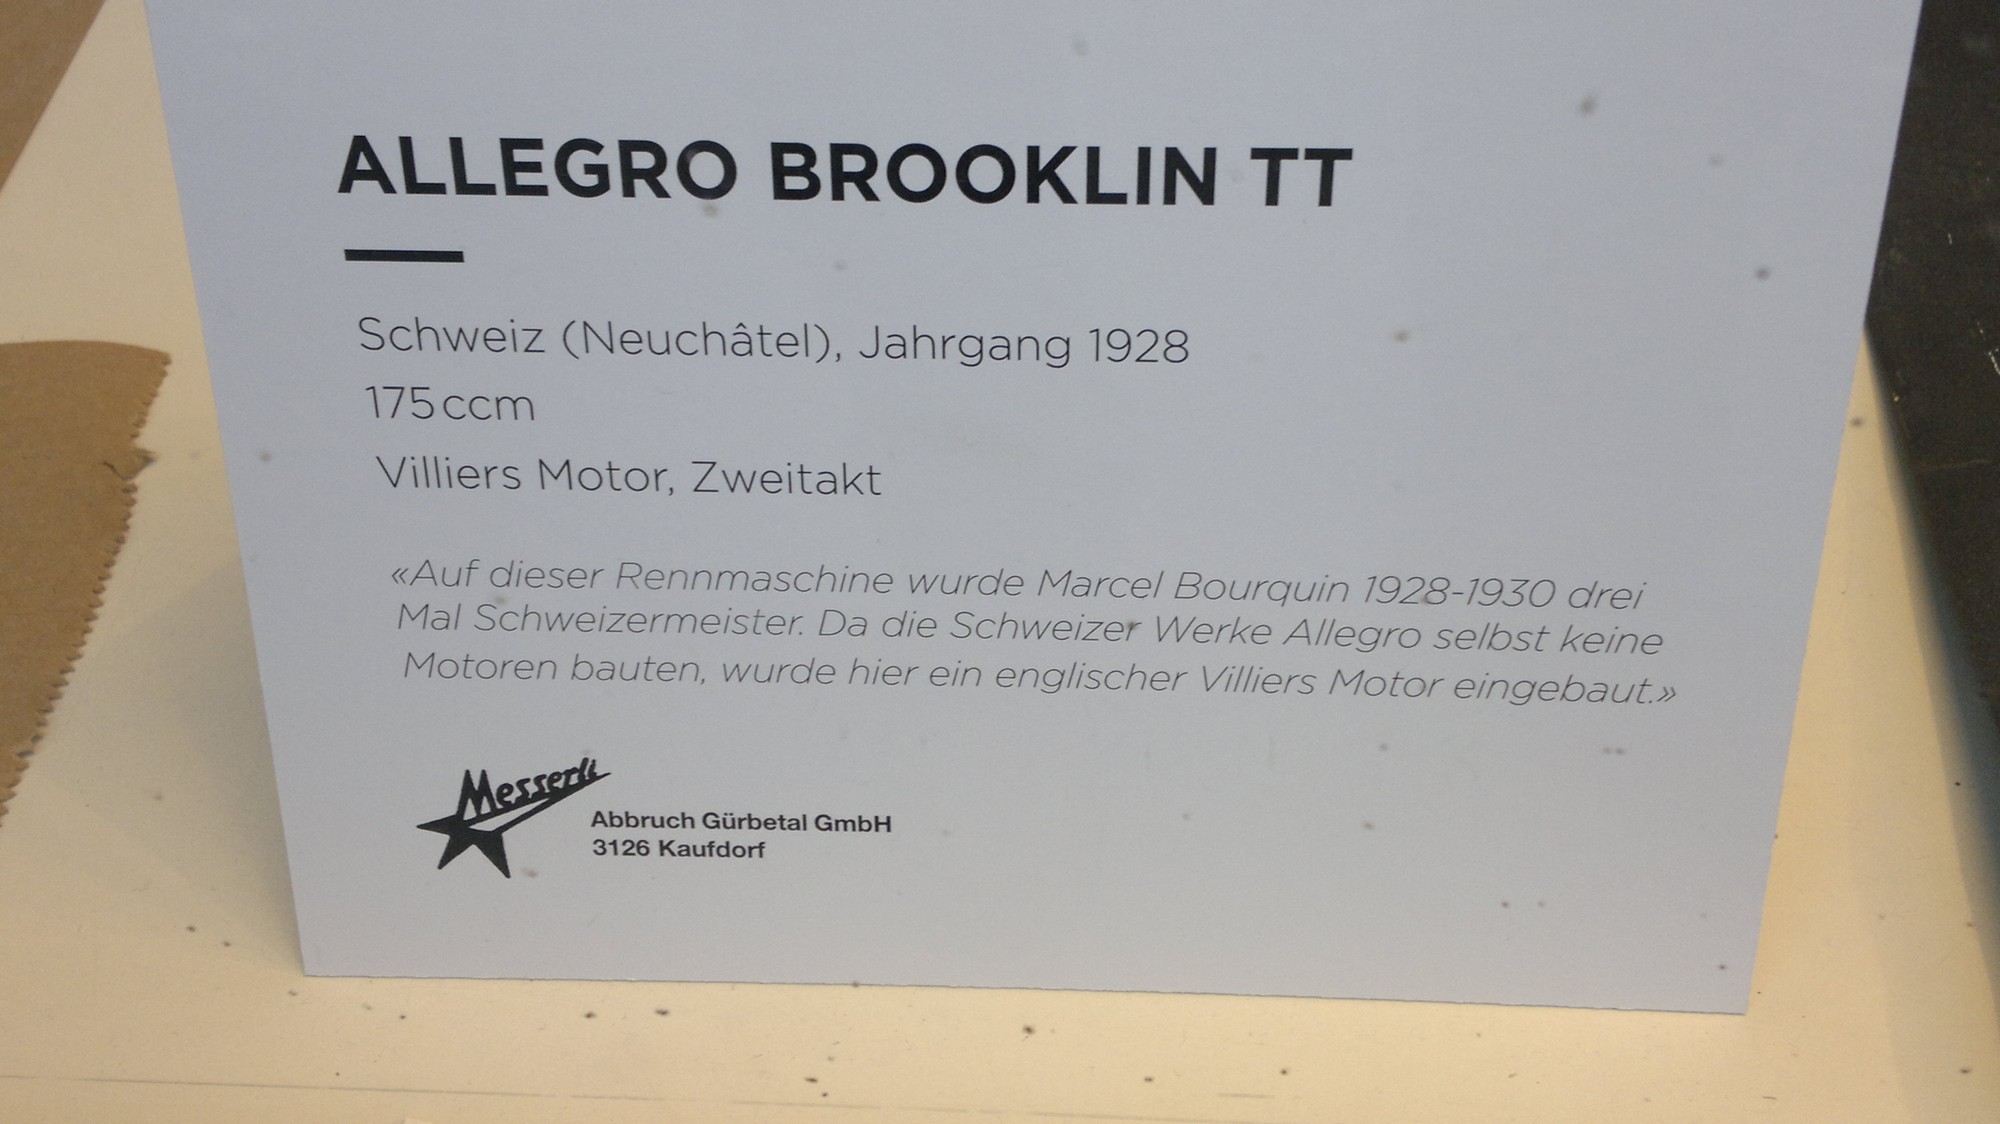 ALLEGRO BROOKLIN TT
Schweiz (Neuchâtel), Jahrgang 1928
175 ccm
Villiers Motor, Zweitakt
«Auf dieser Rennmaschine wurde Marcel Bourquin 1928-1930 drei
Mal Schweizermeister. Da die Schweizer Werke Allegro selbst keine
Motoren bauten, wurde hier ein englischer Villiers Motor eingebaut.»
Messerli
Abbruch Gürbetal GmbH
3126 Kaufdorf